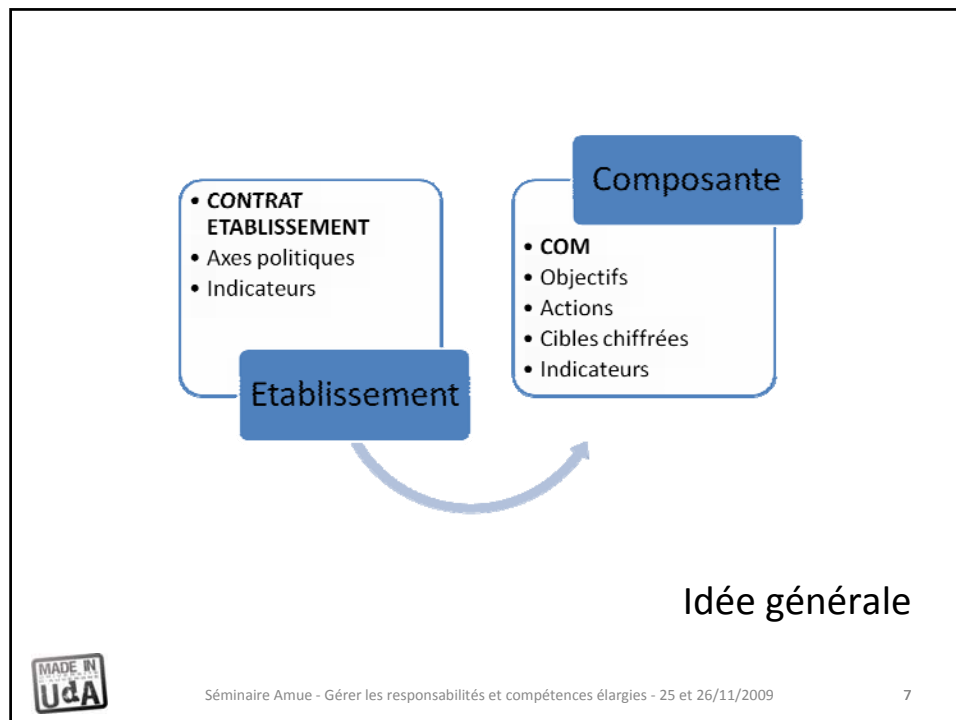 • CONTRAT
ETABLISSEMENT
• Axes politiques
• Indicateurs
Etablissement
Composante
• COM
• Objectifs
• Actions
• Cibles chiffrées
• Indicateurs
Idée générale
MADE IN
UdA
Séminaire Amue - Gérer les responsabilités et compétences élargies - 25 et 26/11/2009
7